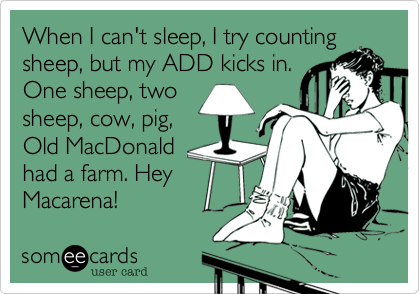 When I can't sleep, I try counting
sheep, but my ADD kicks in.
One sheep, two
sheep, cow, pig,
Old MacDonald
had a farm. Hey
Macarena!
someecards
user card